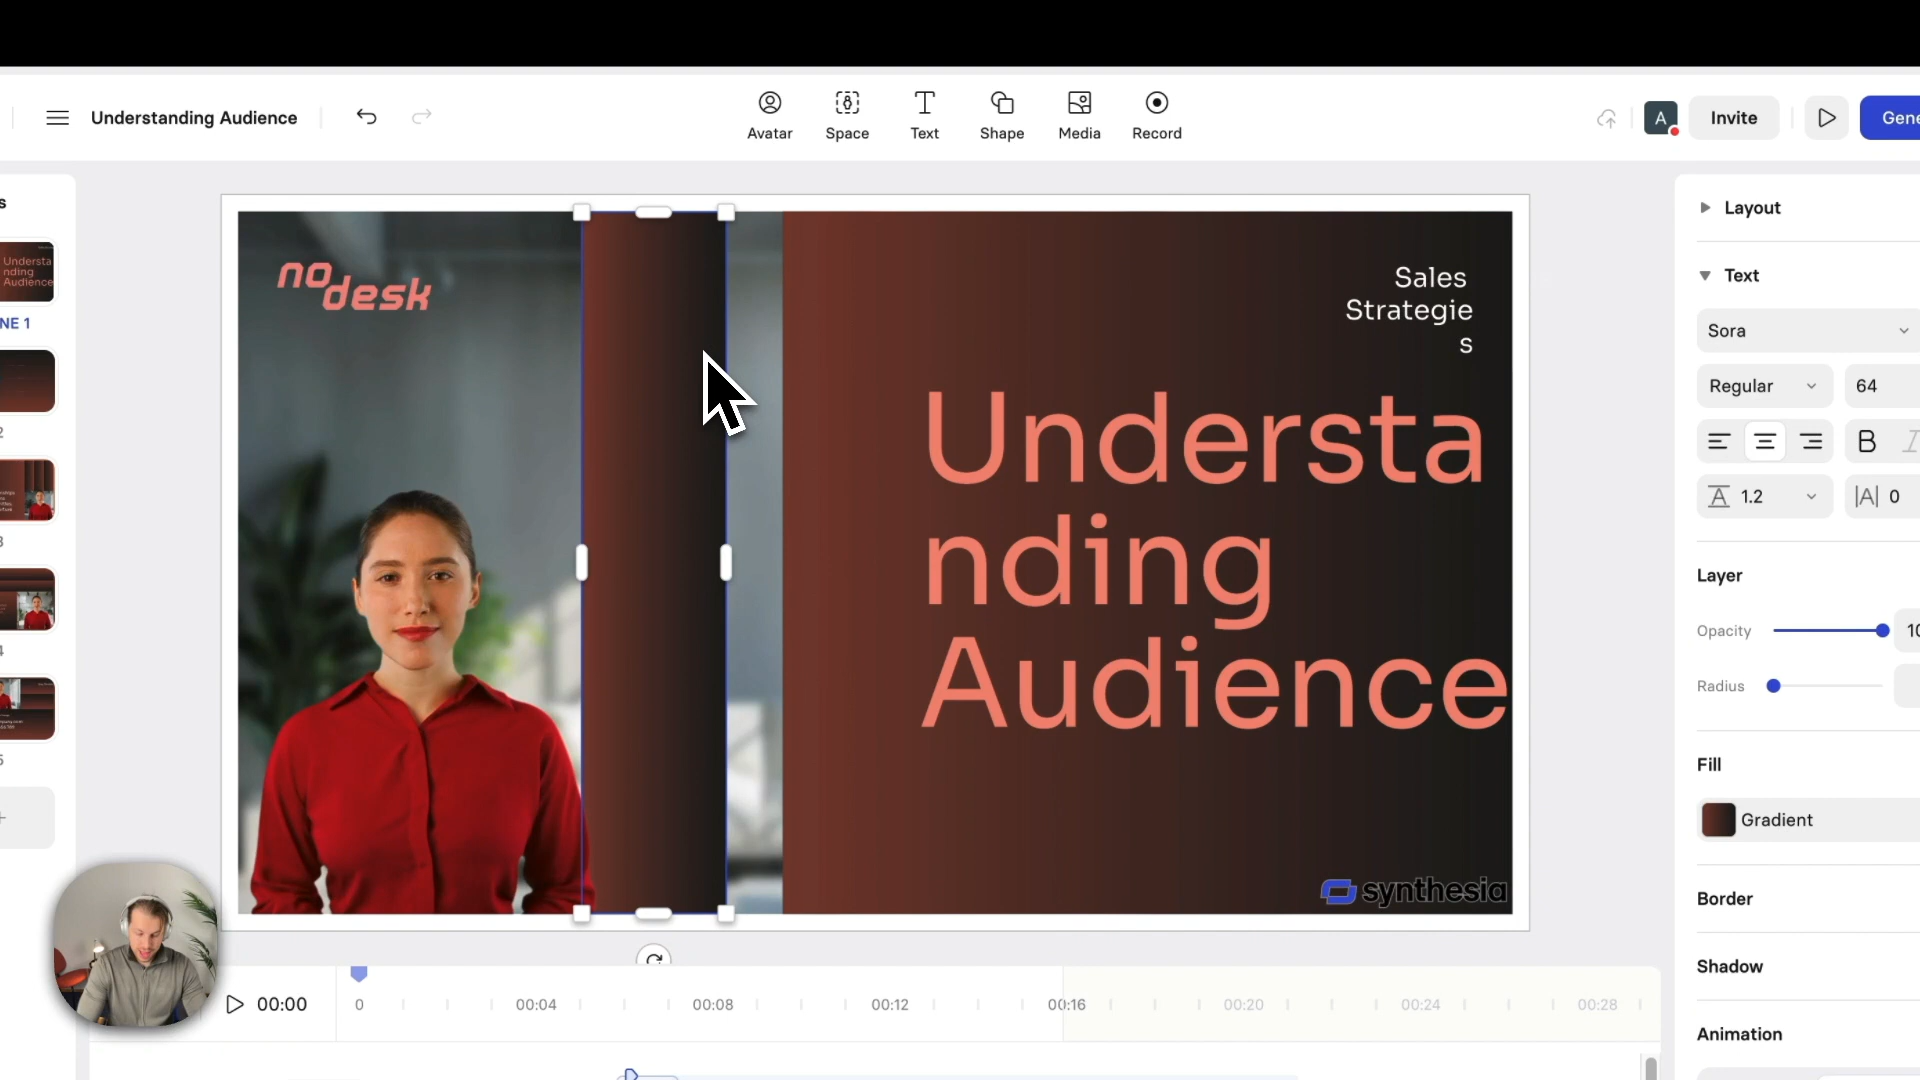 Understanding Audience
Avatar
Space
Text
Shape
Media
Record
A
Invite
Gene
s
Understa
nding
Audience
NE 1
2
3
4
5
nodesk
Sales
Strategie
s
Understa
nding
Audience
synthesia
Layout
Text
Sora
Regular
64
B
I
A 1.2
|A| 0
Layer
Opacity
10
Radius
Fill
Gradient
Border
Shadow
Animation
00:00
0
00:04
00:08
00:12
00:16
00:20
00:24
00:28